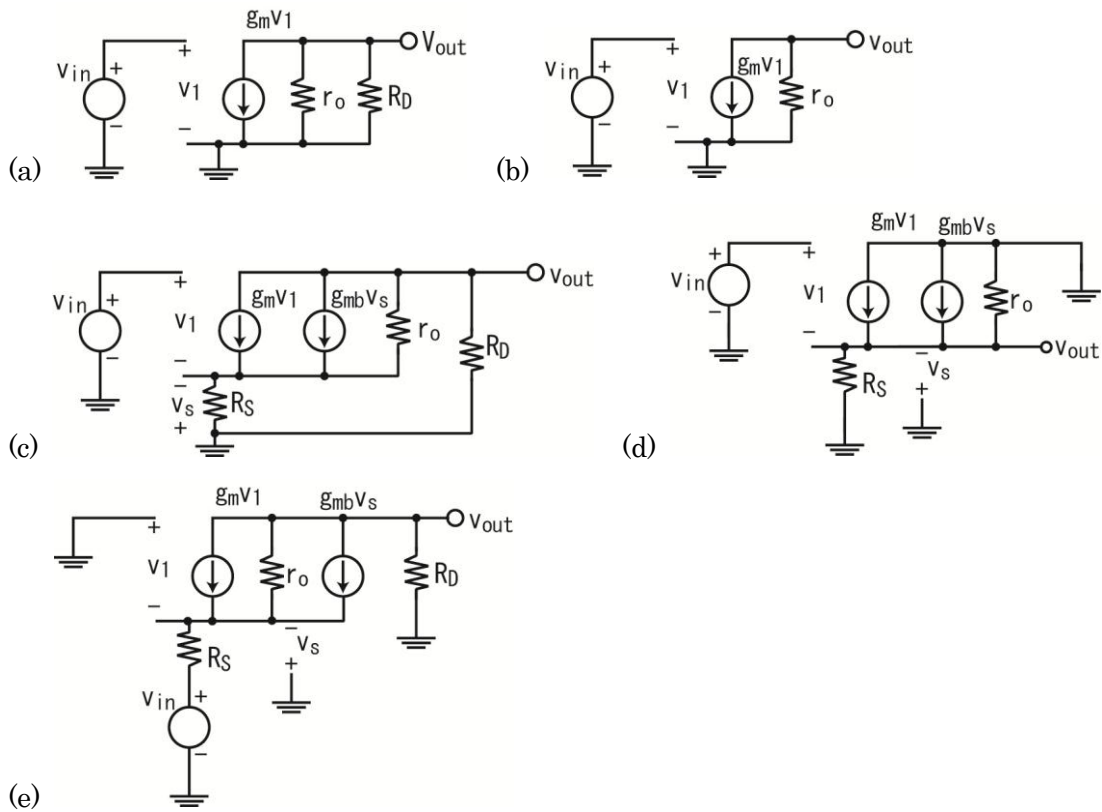 gmv1
+ Vout
vin +
v1
ro RD
−
−
(a)
+ vout
vin + gmv1
v1
ro
−
−
(b)
+ gmv1 gmbvs vout
vin +
v1
ro RD
−
−
−
vs RS
+
(c)
gmv1 gmbvs
+ +
vin
v1 ro
−
− − vout
RS vs
+
(d)
gmv1 gmbvs
+ vout
v1 ro RD
−
− vs
RS
+
vin +
−
(e)